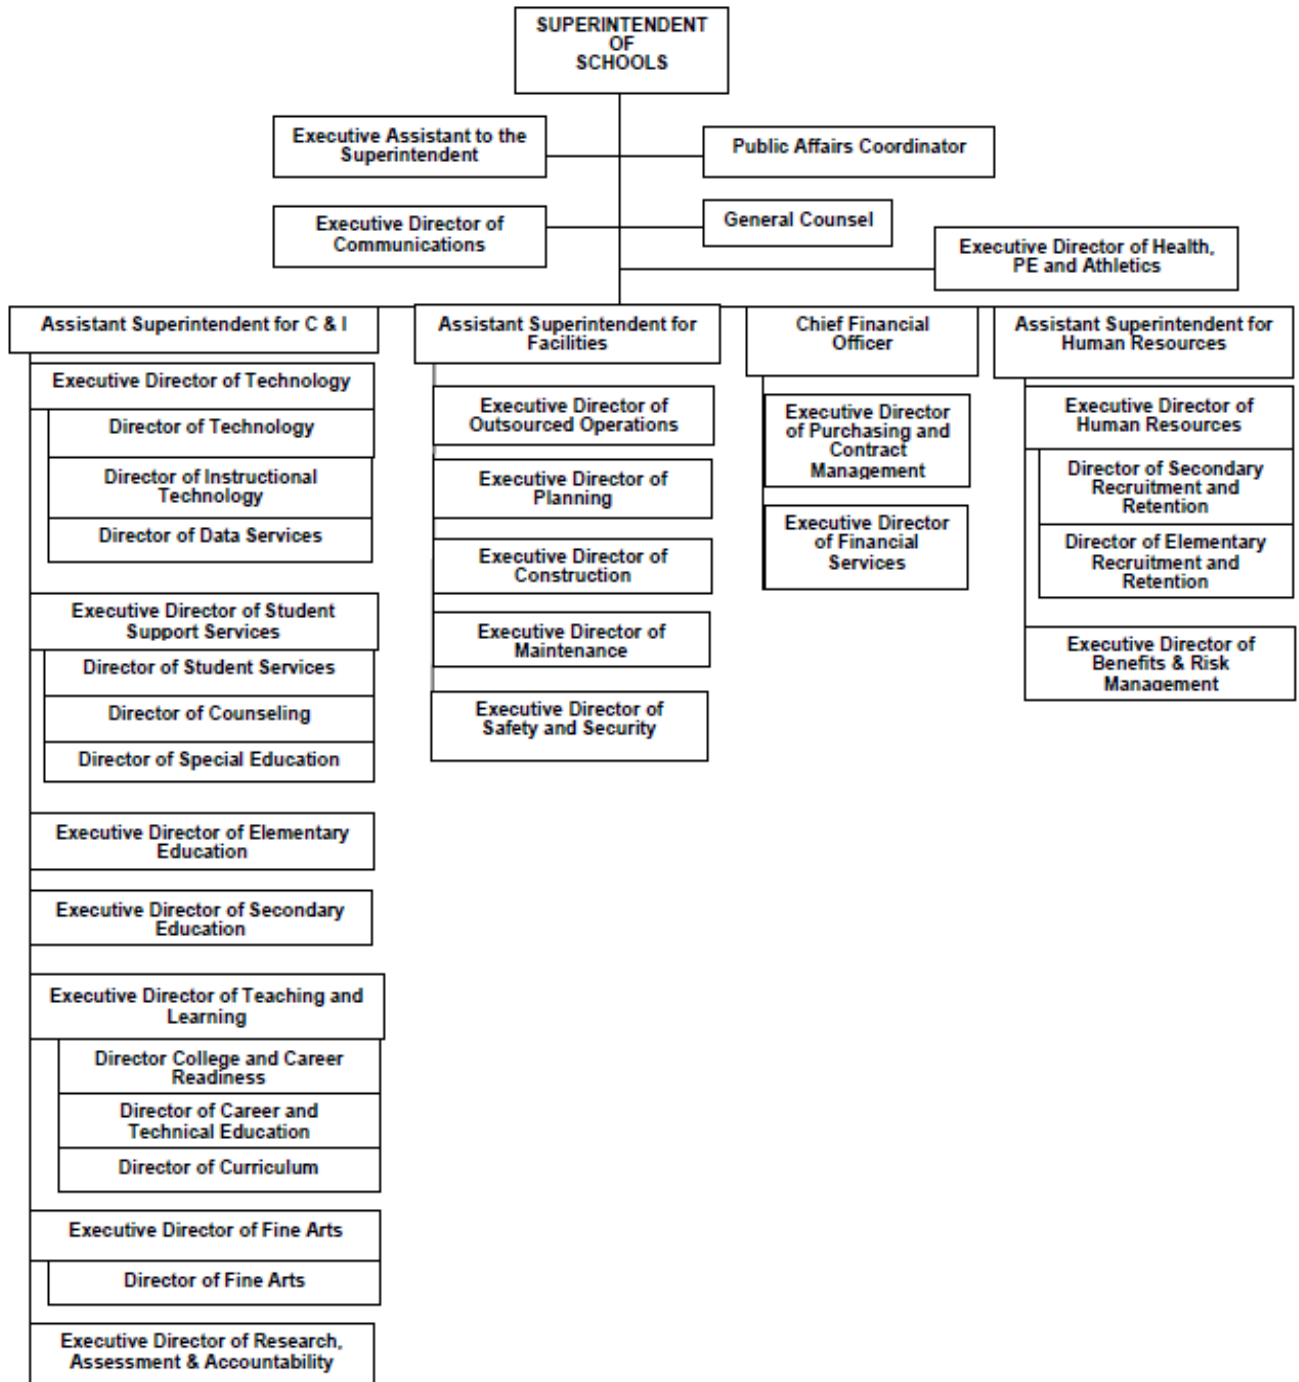 SUPERINTENDENT
OF
SCHOOLS
Executive Assistant to the
Superintendent
Public Affairs Coordinator
Executive Director of
Communications
General Counsel
Executive Director of Health,
PE and Athletics
Assistant Superintendent for C & I
Executive Director of Technology
Director of Technology
Director of Instructional
Technology
Director of Data Services
Executive Director of Student
Support Services
Director of Student Services
Director of Counseling
Director of Special Education
Executive Director of Elementary
Education
Executive Director of Secondary
Education
Executive Director of Teaching and
Learning
Director College and Career
Readiness
Director of Career and
Technical Education
Director of Curriculum
Executive Director of Fine Arts
Director of Fine Arts
Executive Director of Research,
Assessment & Accountability
Assistant Superintendent for
Facilities
Executive Director of
Outsourced Operations
Executive Director of
Planning
Executive Director of
Construction
Executive Director of
Maintenance
Executive Director of
Safety and Security
Chief Financial
Officer
Executive Director
of Purchasing and
Contract
Management
Executive Director
of Financial
Services
Assistant Superintendent for
Human Resources
Executive Director of
Human Resources
Director of Secondary
Recruitment and
Retention
Director of Elementary
Recruitment and
Retention
Executive Director of
Benefits & Risk
Management